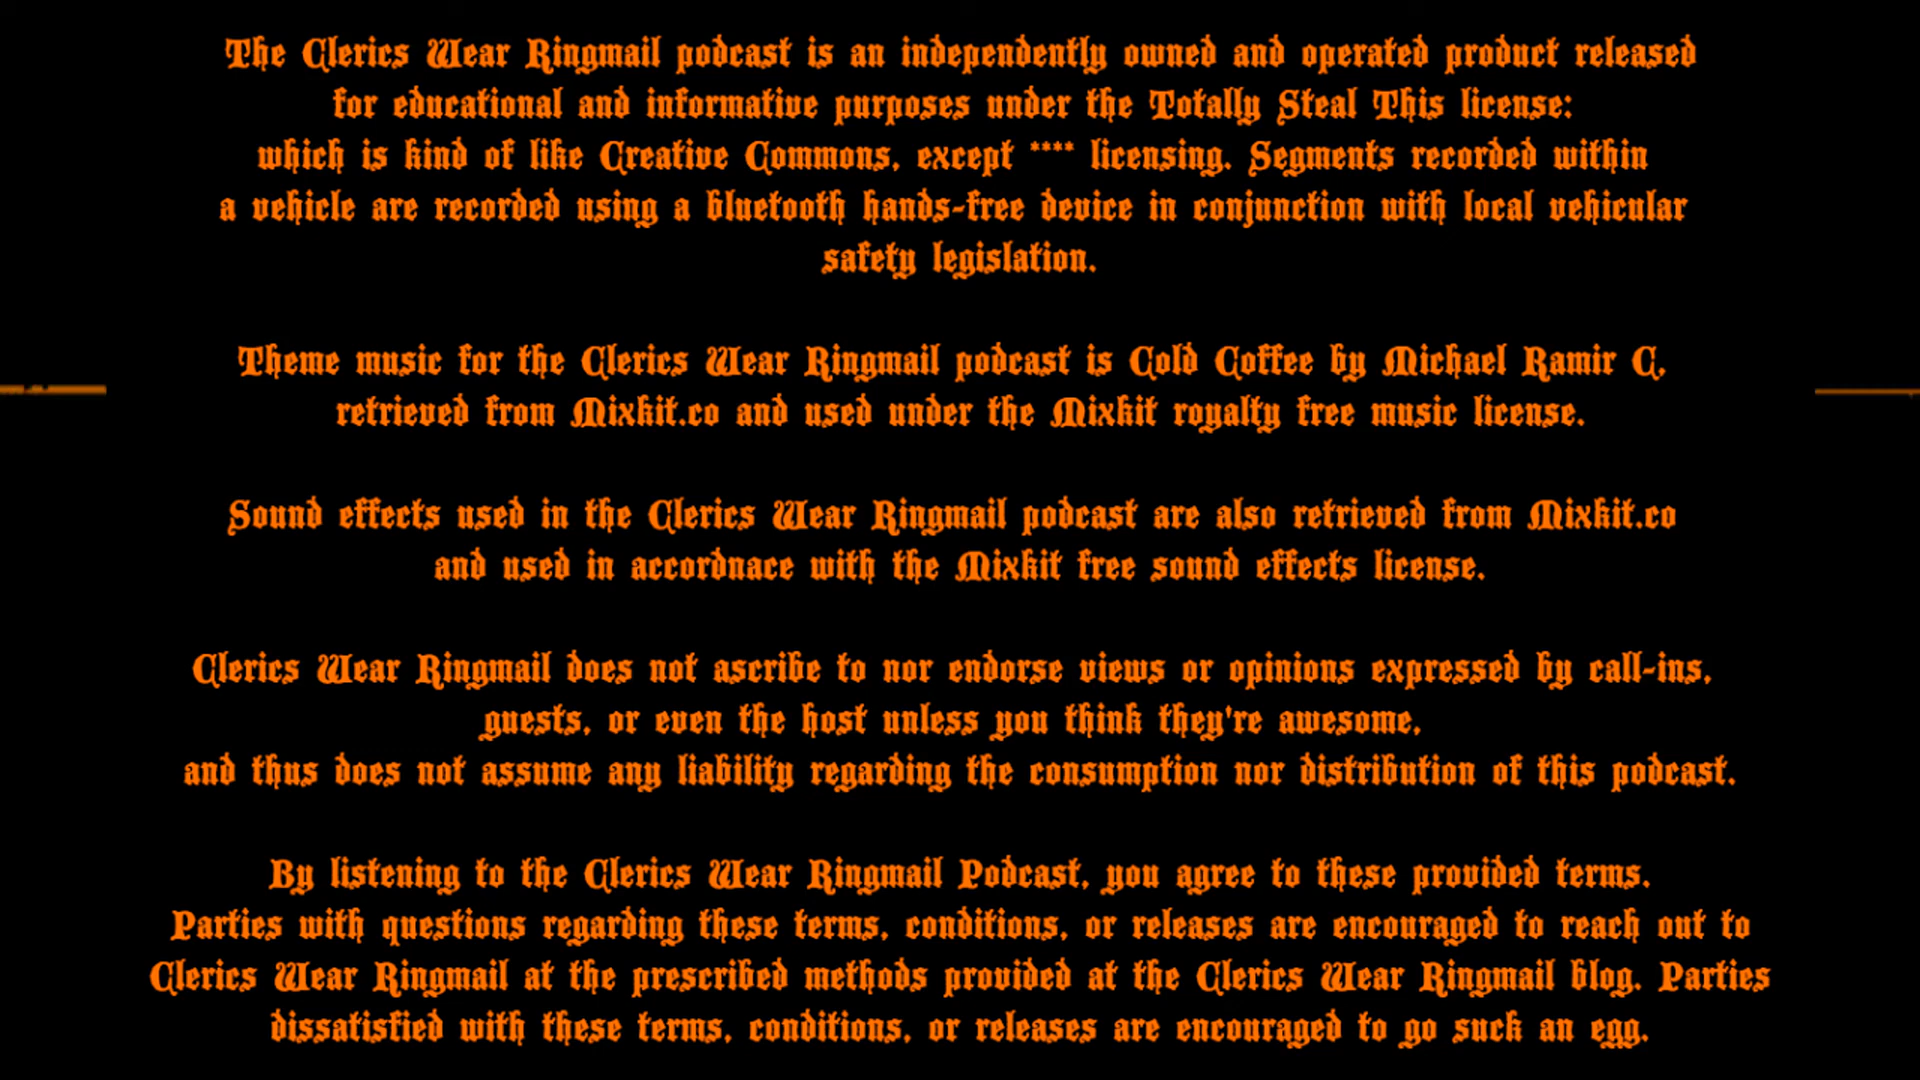 The Clerics Wear Ringmail podcast is an independently owned and operated product released
for educational and informative purposes under the Totally Steal This license:
which is kind of like Creative Commons, except **** licensing. Segments recorded within
a vehicle are recorded using a bluetooth hands-free device in conjunction with local vehicular
safety legislation.
Theme music for the Clerics Wear Ringmail podcast is Cold Coffee by Michael Ramir C.
retrieved from Mixkit.co and used under the Mixkit royalty free music license.
Sound effects used in the Clerics Wear Ringmail podcast are also retrieved from Mixkit.co
and used in accordnace with the Mixkit free sound effects license.
Clerics Wear Ringmail does not ascribe to nor endorse views or opinions expressed by call-ins,
guests, or even the host unless you think they're awesome,
and thus does not assume any liability regarding the consumption nor distribution of this podcast.
By listening to the Clerics Wear Ringmail Podcast, you agree to these provided terms.
Parties with questions regarding these terms, conditions, or releases are encouraged to reach out to
Clerics Wear Ringmail at the prescribed methods provided at the Clerics Wear Ringmail blog. Parties
dissatisfied with these terms, conditions, or releases are encouraged to go suck an egg.